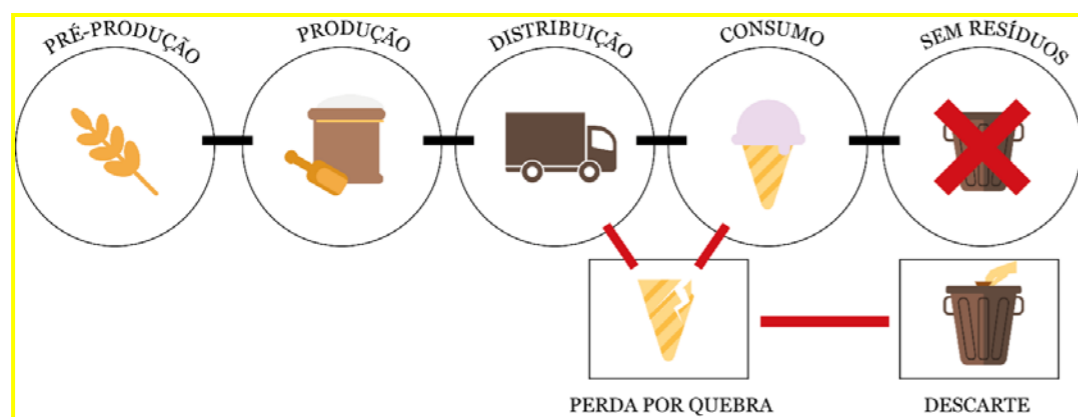 PRÉ-PRODUÇÃO
PRODUÇÃO
DISTRIBUIÇÃO
CONSUMO
SEM RESÍDUOS
PERDA POR QUEBRA
DESCARTE